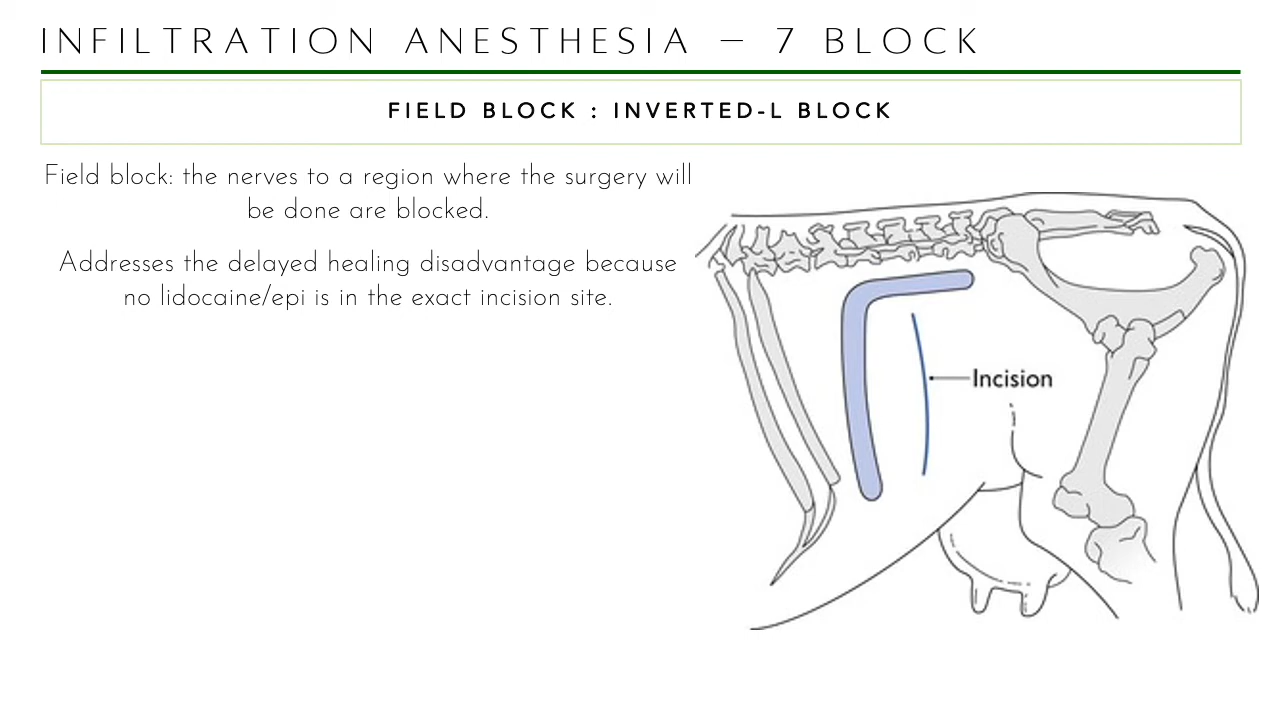 INFILTRATION ANESTHESIA – 7 BLOCK
FIELD BLOCK : INVERTED-L BLOCK
Field block: the nerves to a region where the surgery will
be done are blocked.
Addresses the delayed healing disadvantage because
no lidocaine/epi is in the exact incision site.
Incision